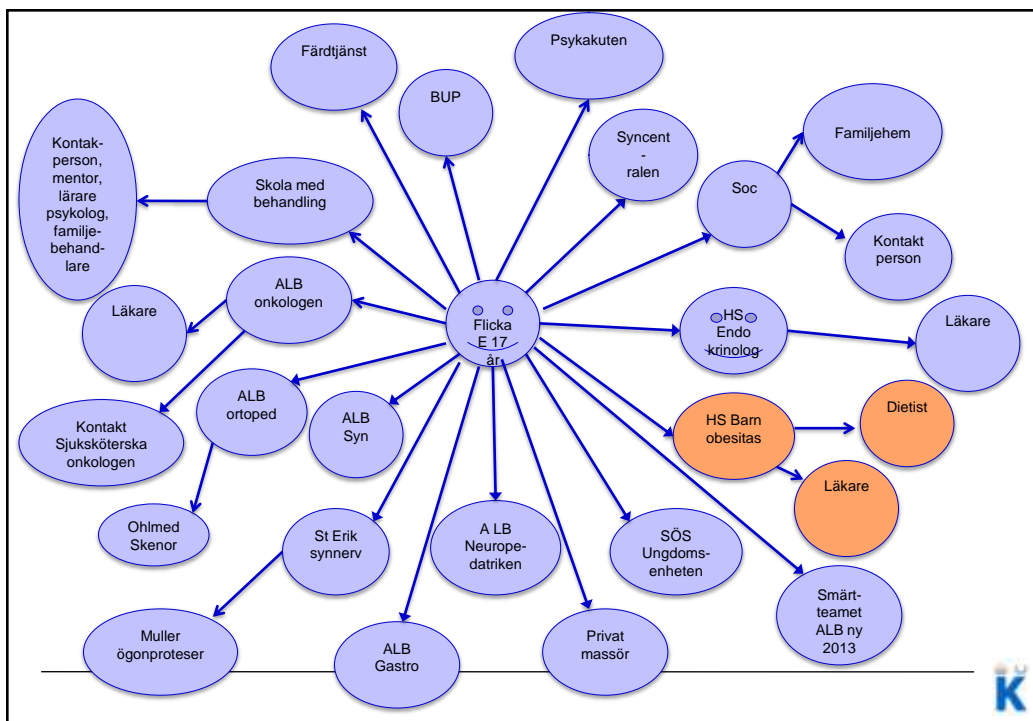 Färdtjänst
Psykakuten
BUP
Familjehem
Syncent
-
ralen
Kontak-
person,
mentor,
lärare
psykolog,
familje-
behand-
lare
Skola med
behandling
Soc
Kontakt
person
ALB
onkologen
Läkare
Flicka
E 17
år
HS
Endo
krinolog
Läkare
ALB
ortoped
ALB
Syn
HS Barn
obesitas
Dietist
Kontakt
Sjuksköterska
onkologen
Läkare
Ohlmed
Skenor
St Erik
synnerv
A LB
Neurope-
datriken
SÖS
Ungdoms-
enheten
Smärt-
teamet
ALB ny
2013
Muller
ögonproteser
ALB
Gastro
Privat
massör
K